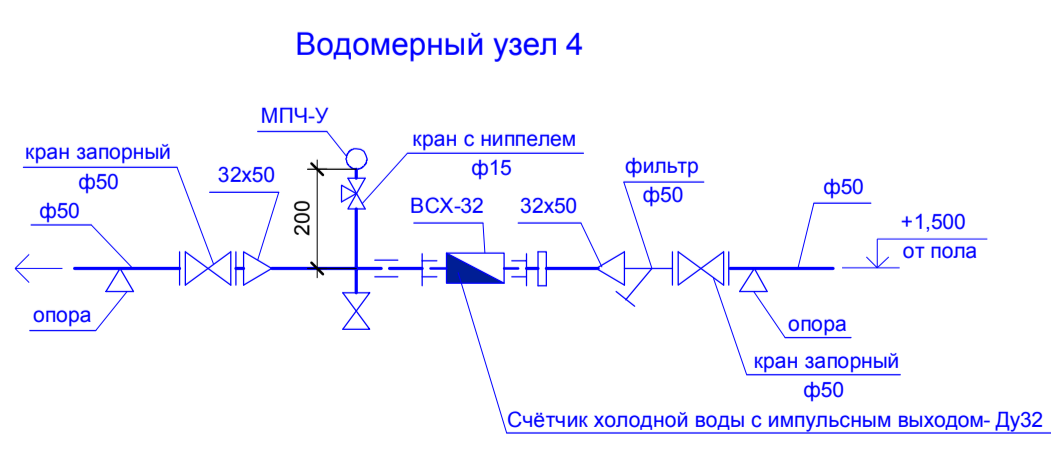 Водомерный узел 4
МПЧ-У
кран с ниппелем
ф15
кран запорный
ф50
32х50
фильтр
ф50
ф50
ф50
200
ВСХ-32
32х50
+1,500
от пола
опора
опора
кран запорный
ф50
Счётчик холодной воды с импульсным выходом- Ду32